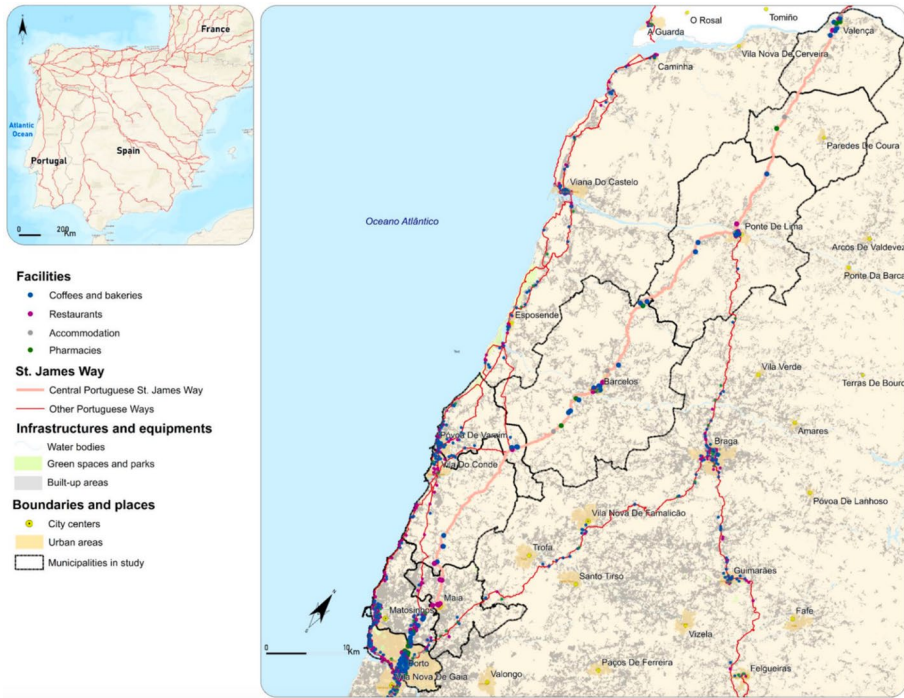 France
Atlantic
Ocean
Portugal
Spain
0 200
Km
Facilities
Coffees and bakeries
Restaurants
Accommodation
Pharmacies
St. James Way
Central Portuguese St. James Way
Other Portuguese Ways
Infrastructures and equipments
Water bodies
Green spaces and parks
Built-up areas
Boundaries and places
City centers
Urban areas
Municipalities in study
O Rosal
Tomiño
A Guarda
Valença
Vila Nova De Cerveira
Caminha
Paredes De Coura
Viana Do Castelo
Oceano Atlântico
Ponte De Lima
Arcos De Valdevez
Ponte Da Barca
Esposende
Vila Verde
Terras De Bouro
Barcelos
Amares
Póvoa De Varzim
Braga
Vila Do Conde
Póvoa De Lanhoso
Vila Nova De Famalicão
Trofa
Guimarães
Santo Tirso
Maia
Matosinhos
Fafe
Vizela
0 10
Km
Porto
Vila Nova De Gaia
Valongo
Paços De Ferreira
Felgueiras